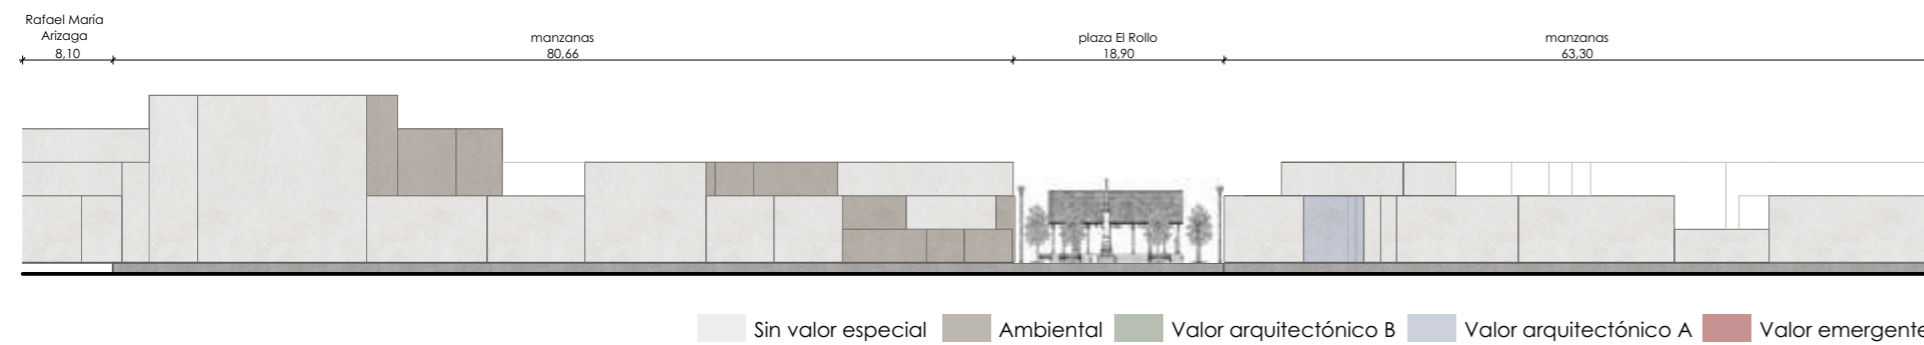 Rafael María
Arizaga
8,10
manzanas
80,66
plaza El Rollo
18,90
manzanas
63,30
Sin valor especial
Ambiental
Valor arquitectónico B
Valor arquitectónico A
Valor emergente